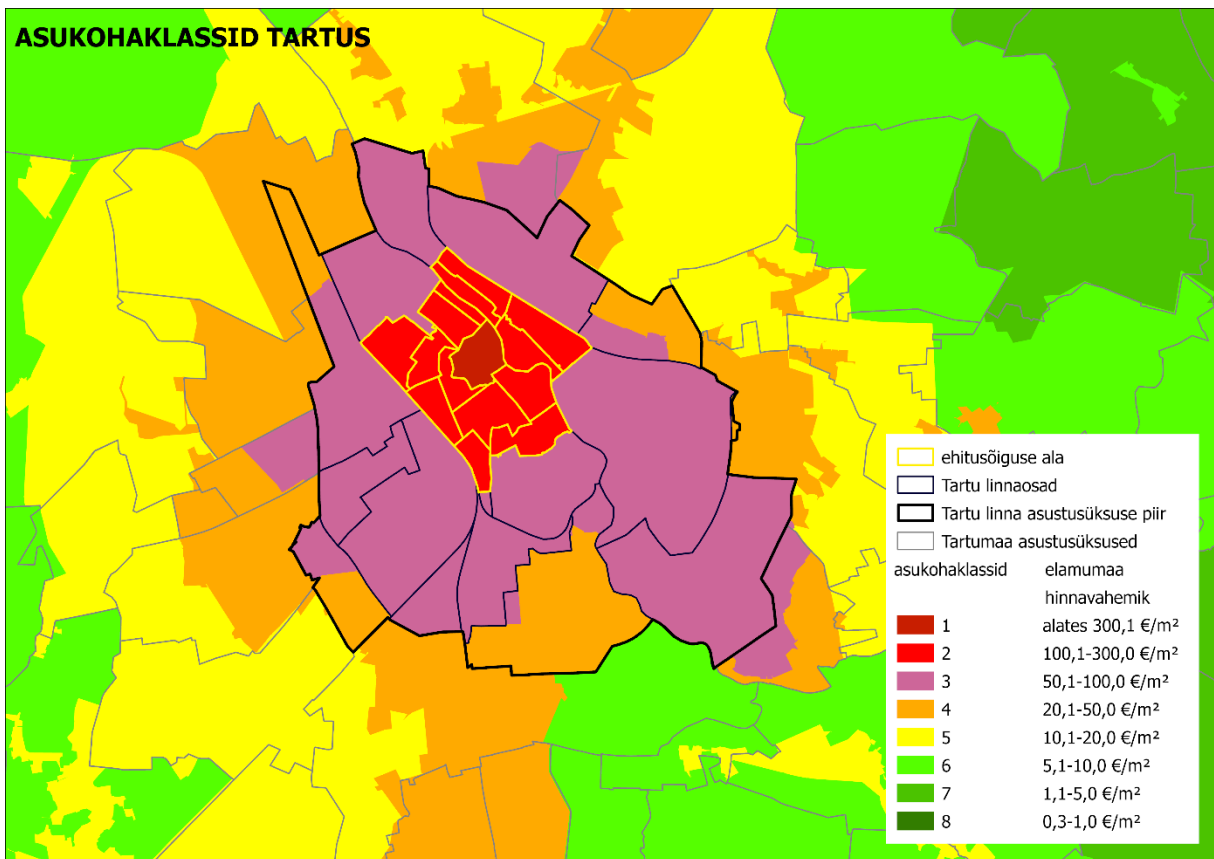 ASUKOHAKLASSID TARTUS
ehitusõiguse ala
Tartu linnaosad
Tartu linna asustusüksuse piir
Tartumaa asustusüksused
asukohaklassid elamumaa
hinnavahemik
1 alates 300,1 €/m²
2 100,1-300,0 €/m²
3 50,1-100,0 €/m²
4 20,1-50,0 €/m²
5 10,1-20,0 €/m²
6 5,1-10,0 €/m²
7 1,1-5,0 €/m²
8 0,3-1,0 €/m²